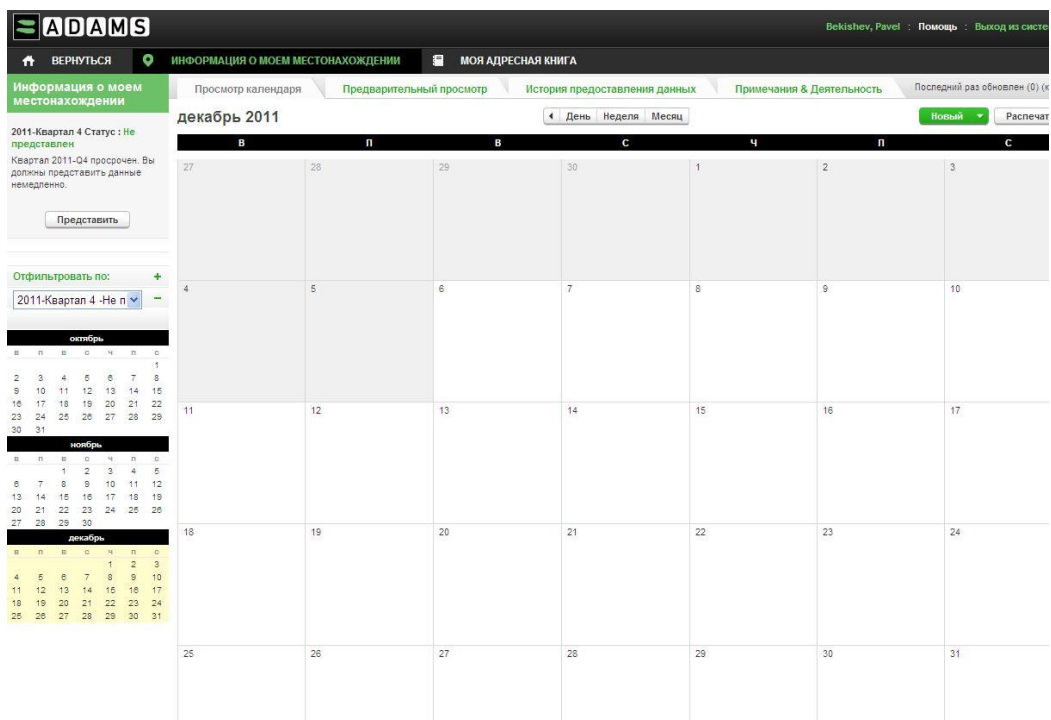 ADAMS
Bekishev, Pavel : Помощь : Выход из систе
ВЕРНУТЬСЯ ИНФОРМАЦИЯ О МОЕМ МЕСТОНАХОЖДЕНИИ МОЯ АДРЕСНАЯ КНИГА
Информация о моем
местонахождении
2011-Квартал 4 Статус : Не
представлен
Квартал 2011-Q4 просрочен. Вы
должны представить данные
немедленно.
Представить
Отфильтровать по: +
2011-Квартал 4 -Не п −
октябрь
в п в с ч п с
1
2 3 4 5 6 7 8
9 10 11 12 13 14 15
16 17 18 19 20 21 22
23 24 25 26 27 28 29
30 31
ноябрь
в п в с ч п с
1 2 3 4 5
6 7 8 9 10 11 12
13 14 15 16 17 18 19
20 21 22 23 24 25 26
27 28 29 30
декабрь
в п в с ч п с
1 2 3
4 5 6 7 8 9 10
11 12 13 14 15 16 17
18 19 20 21 22 23 24
25 26 27 28 29 30 31
Просмотр календаря Предварительный просмотр История предоставления данных Примечания & Деятельность Последний раз обновлен (0) (к
декабрь 2011 День Неделя Месяц Новый Распечат
В П В С Ч П С
27 28 29 30 1 2 3
4 5 6 7 8 9 10
11 12 13 14 15 16 17
18 19 20 21 22 23 24
25 26 27 28 29 30 31